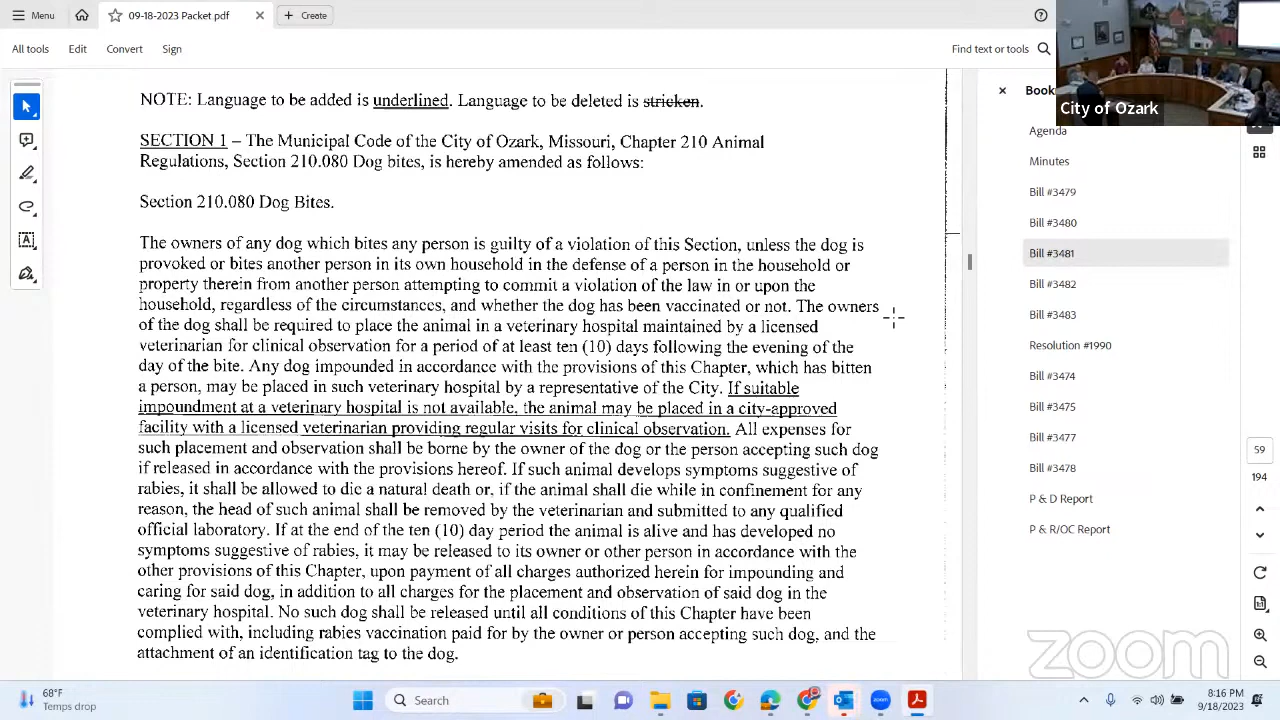 Menu
09-18-2023 Packet.pdf
Create
All tools
Edit
Convert
Sign
Find text or tools
NOTE: Language to be added is underlined. Language to be deleted is stricken.
SECTION 1 – The Municipal Code of the City of Ozark, Missouri, Chapter 210 Animal
Regulations, Section 210.080 Dog bites, is hereby amended as follows:
Section 210.080 Dog Bites.
The owners of any dog which bites any person is guilty of a violation of this Section, unless the dog is
provoked or bites another person in its own household in the defense of a person in the household or
property therein from another person attempting to commit a violation of the law in or upon the
household, regardless of the circumstances, and whether the dog has been vaccinated or not. The owners
of the dog shall be required to place the animal in a veterinary hospital maintained by a licensed
veterinarian for clinical observation for a period of at least ten (10) days following the evening of the
day of the bite. Any dog impounded in accordance with the provisions of this Chapter, which has bitten
a person, may be placed in such veterinary hospital by a representative of the City. If suitable
impoundment at a veterinary hospital is not available, the animal may be placed in a city-approved
facility with a licensed veterinarian providing regular visits for clinical observation. All expenses for
such placement and observation shall be borne by the owner of the dog or the person accepting such dog
if released in accordance with the provisions hereof. If such animal develops symptoms suggestive of
rabies, it shall be allowed to die a natural death or, if the animal shall die while in confinement for any
reason, the head of such animal shall be removed by the veterinarian and submitted to any qualified
official laboratory. If at the end of the ten (10) day period the animal is alive and has developed no
symptoms suggestive of rabies, it may be released to its owner or other person in accordance with the
other provisions of this Chapter, upon payment of all charges authorized herein for impounding and
caring for said dog, in addition to all charges for the placement and observation of said dog in the
veterinary hospital. No such dog shall be released until all conditions of this Chapter have been
complied with, including rabies vaccination paid for by the owner or person accepting such dog, and the
attachment of an identification tag to the dog.
Book
City of Ozark
Agenda
Minutes
Bill #3479
Bill #3480
Bill #3481
Bill #3482
Bill #3483
Resolution #1990
Bill #3474
Bill #3475
Bill #3477
Bill #3478
P & D Report
P & R/OC Report
59
194
zoom
68°F
Temps drop
Search
8:16 PM
9/18/2023